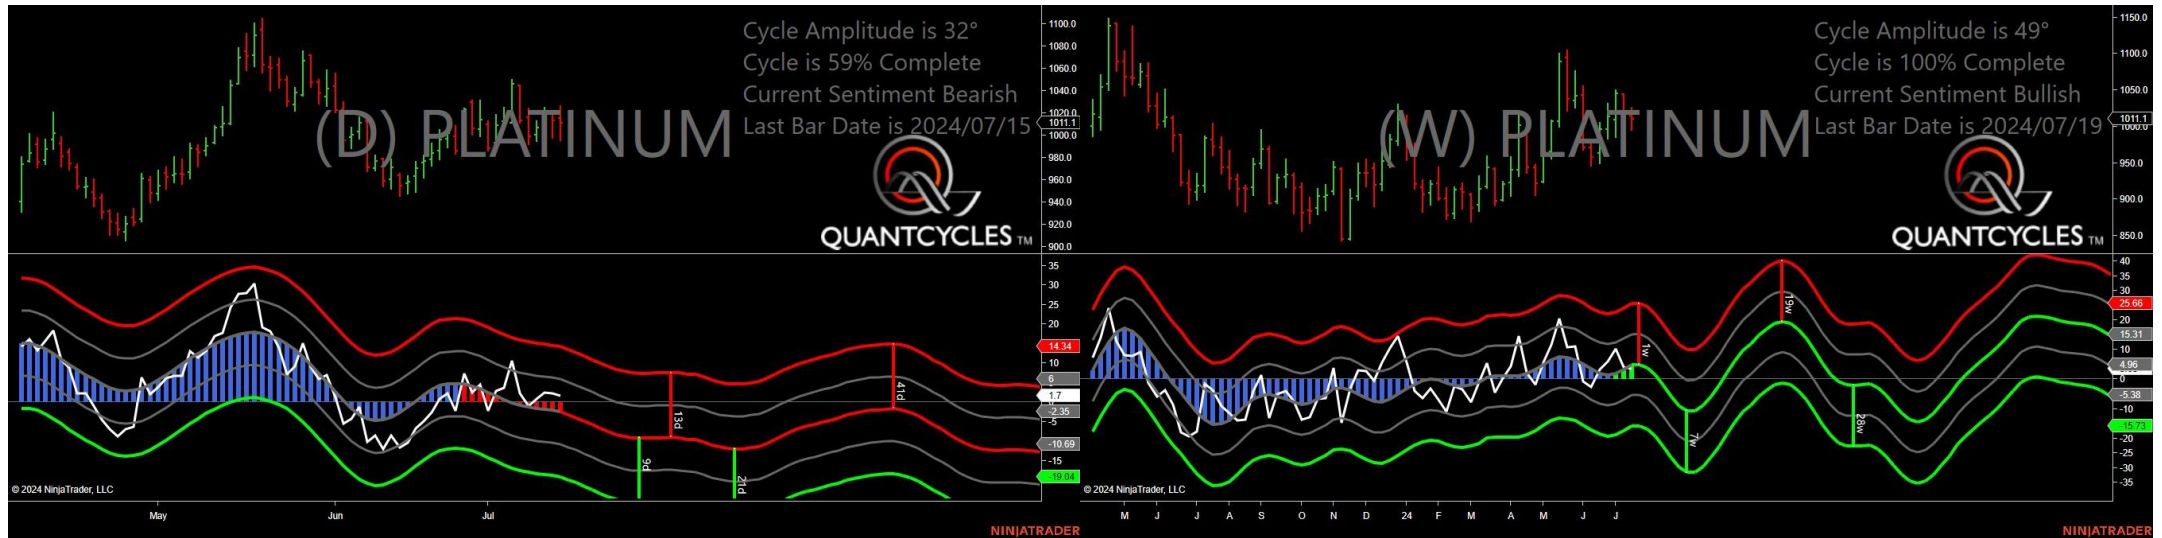 Cycle Amplitude is 32°
Cycle is 59% Complete
Current Sentiment Bearish
Last Bar Date is 2024/07/15
(D) PLATINUM
QUANTCYCLES TM
1100.0
1080.0
1060.0
1040.0
1020.0
1011.1
1000.0
980.0
960.0
940.0
920.0
900.0
35
30
25
20
14.34
10
6
1.7
-2.35
-5
-10.69
-15
-19.04
13d
41d
9d
21d
© 2024 NinjaTrader, LLC
May
Jun
Jul
NINJATRADER
Cycle Amplitude is 49°
Cycle is 100% Complete
Current Sentiment Bullish
Last Bar Date is 2024/07/19
(W) PLATINUM
QUANTCYCLES TM
1150.0
1100.0
1050.0
1011.1
1000.0
950.0
900.0
850.0
40
35
30
25.66
20
15.31
10
4.96
0
-5.38
-10
-15.73
-20
-25
-30
-35
1w
19w
7w
28w
© 2024 NinjaTrader, LLC
M J J A S O N D 24 F M A M J J
NINJATRADER